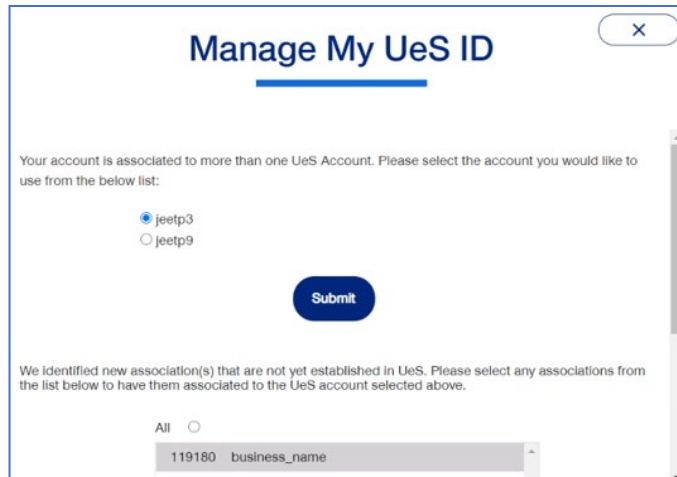 Manage My UeS ID
Your account is associated to more than one UeS Account. Please select the account you would like to
use from the below list:
jeetp3
jeetp9
Submit
We identified new association(s) that are not yet established in UeS. Please select any associations from
the list below to have them associated to the UeS account selected above.
All
119180 business_name